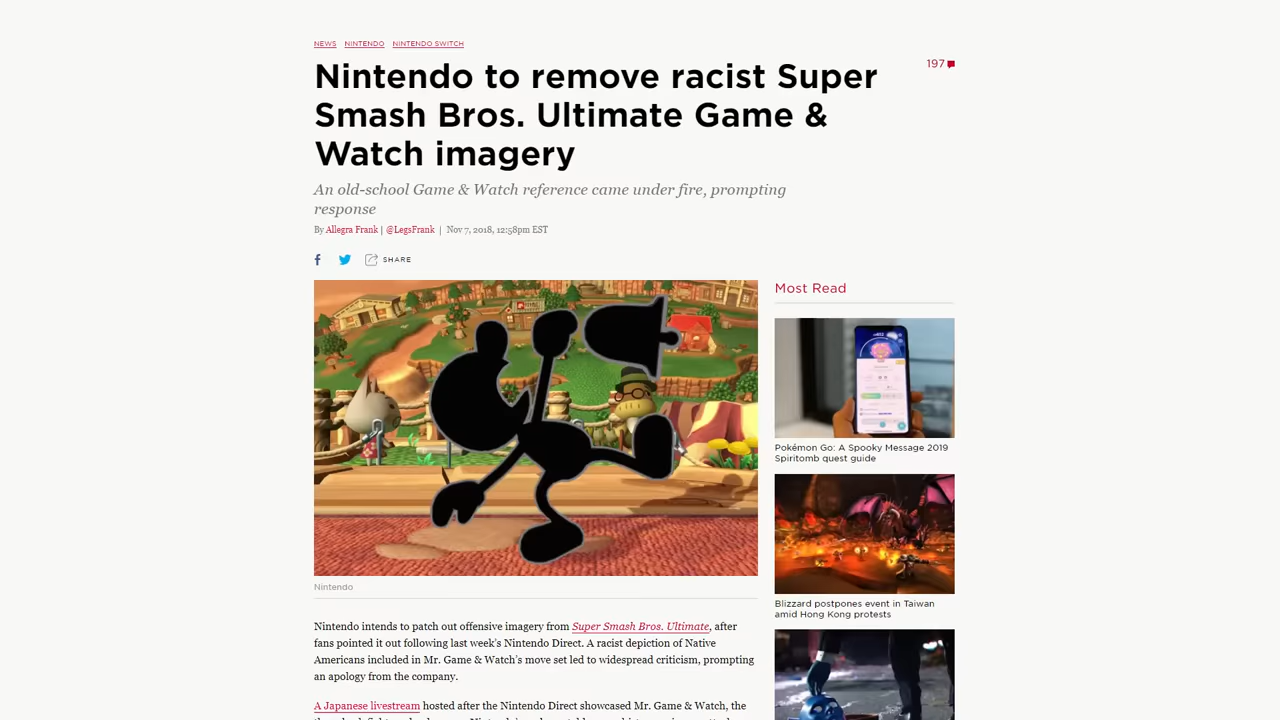 NEWS NINTENDO NINTENDO SWITCH
197
Nintendo to remove racist Super
Smash Bros. Ultimate Game &
Watch imagery
An old-school Game & Watch reference came under fire, prompting
response
By Allegra Frank | @LegsFrank | Nov 7, 2018, 12:58pm EST
SHARE
Most Read
Pokémon Go: A Spooky Message 2019
Spiritomb quest guide
Blizzard postpones event in Taiwan
amid Hong Kong protests
Nintendo
Nintendo intends to patch out offensive imagery from Super Smash Bros. Ultimate, after
fans pointed it out following last week's Nintendo Direct. A racist depiction of Native
Americans included in Mr. Game & Watch's move set led to widespread criticism, prompting
an apology from the company.
A Japanese livestream hosted after the Nintendo Direct showcased Mr. Game & Watch, the